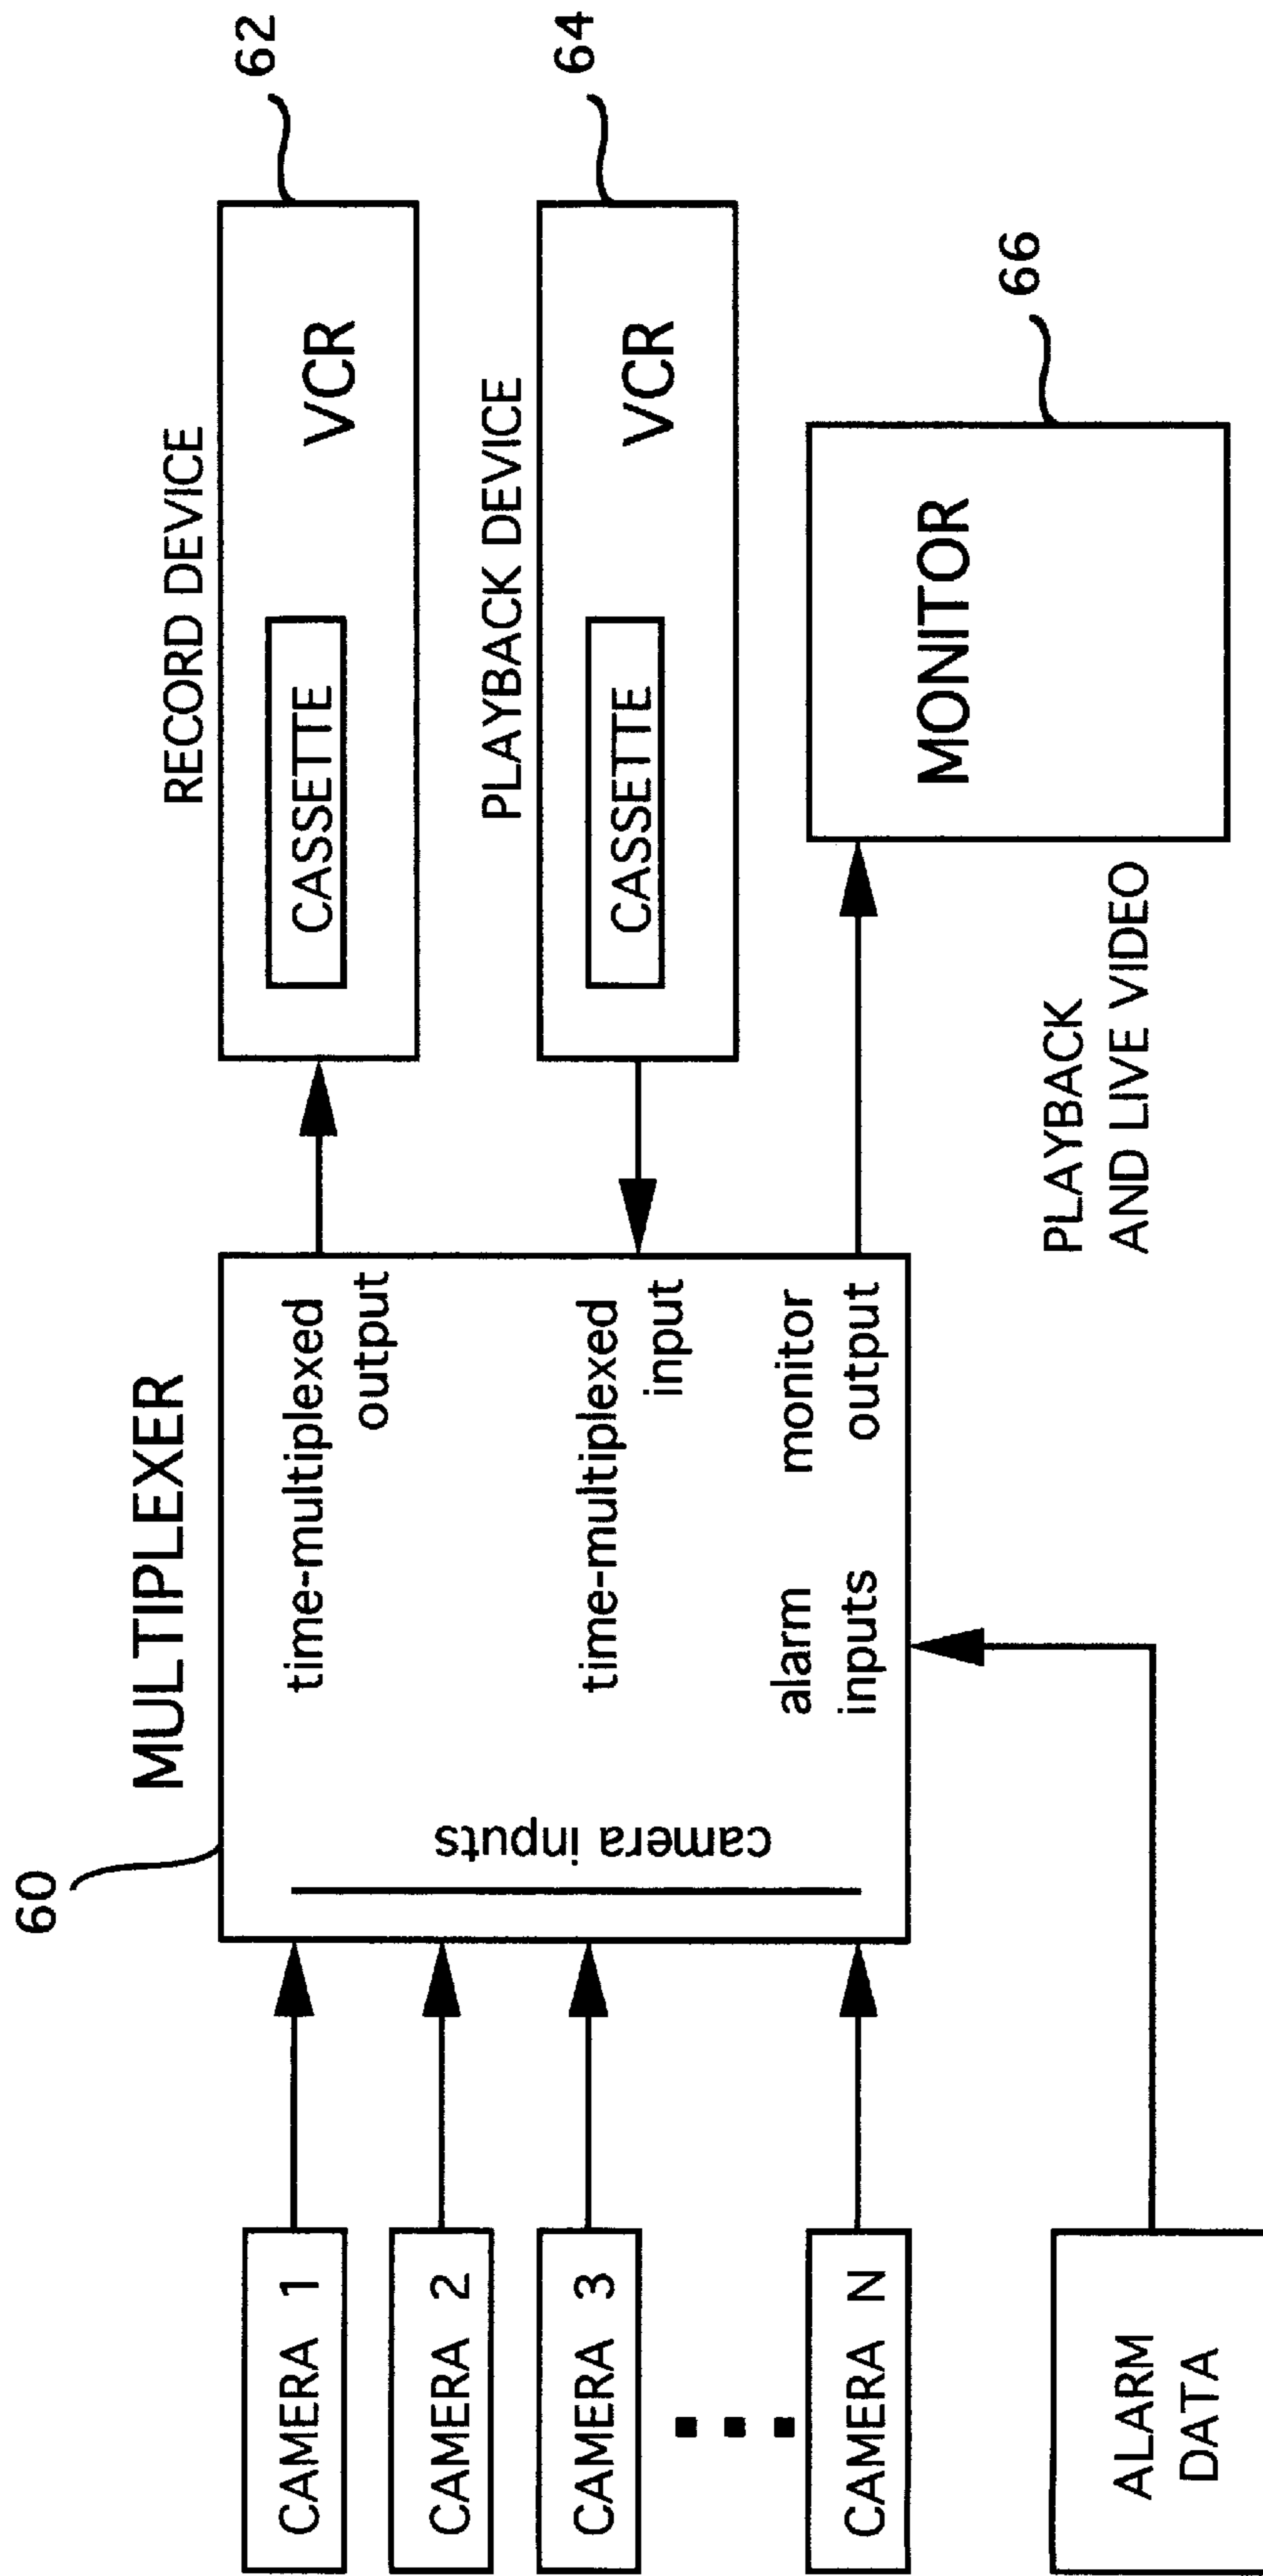 60
MULTIPLEXER
CAMERA 1
CAMERA 2
CAMERA 3
CAMERA N
ALARM
DATA
camera inputs
time-multiplexed
output
time-multiplexed
input
alarm
inputs
monitor
output
RECORD DEVICE
CASSETTE
VCR
62
PLAYBACK DEVICE
CASSETTE
VCR
64
MONITOR
66
PLAYBACK
AND LIVE VIDEO